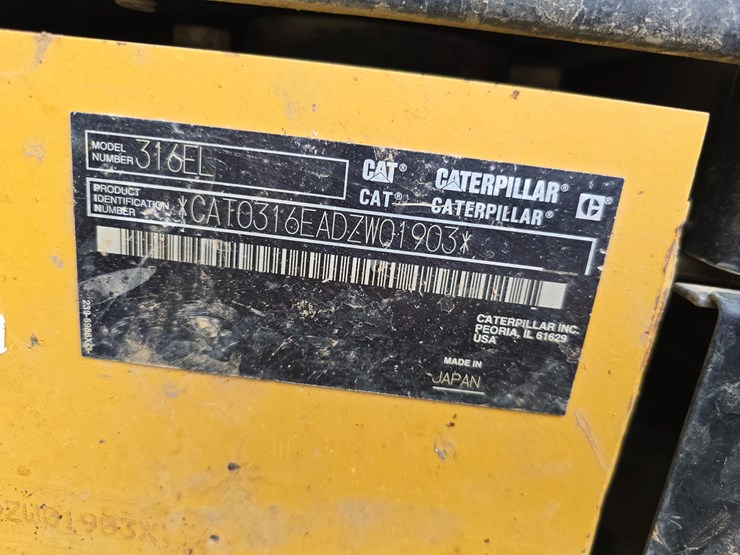 MODEL NUMBER 316EL
CAT® CATERPILLAR®
CAT® CATERPILLAR® C
PRODUCT IDENTIFICATION NUMBER *CAT0316EADZW01903*
CATERPILLAR INC.
PEORIA, IL 61629
USA
MADE IN
JAPAN
ZW01903*